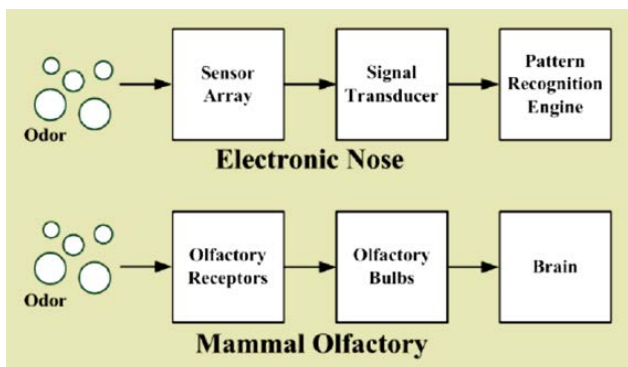 Odor
Sensor
Array
Signal
Transducer
Pattern
Recognition
Engine
Electronic Nose
Odor
Olfactory
Receptors
Olfactory
Bulbs
Brain
Mammal Olfactory